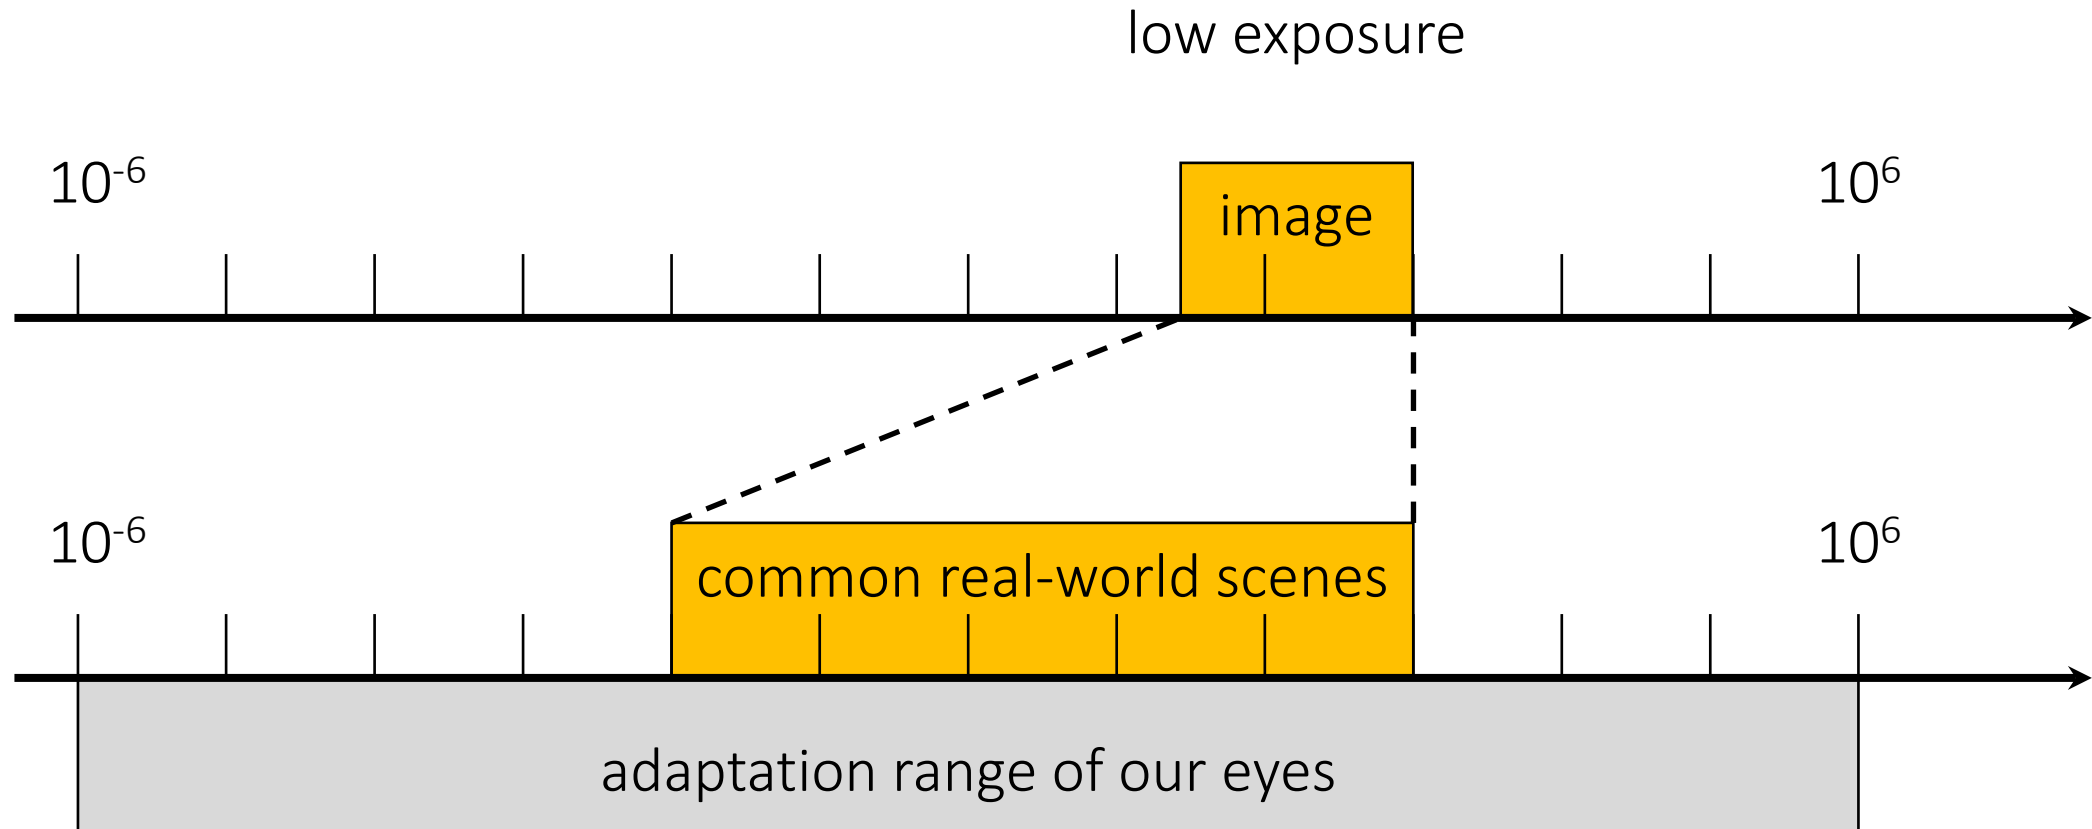 low exposure
10⁻⁶
image
10⁶
10⁻⁶
common real-world scenes
10⁶
adaptation range of our eyes